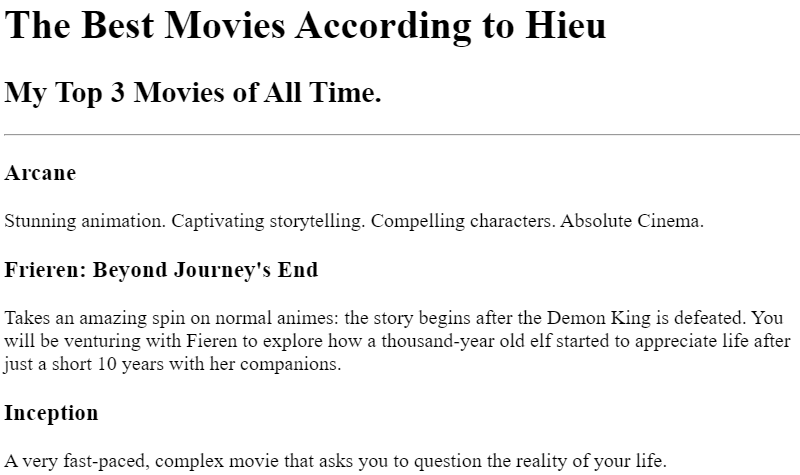 The Best Movies According to Hieu
My Top 3 Movies of All Time.
Arcane
Stunning animation. Captivating storytelling. Compelling characters. Absolute Cinema.
Frieren: Beyond Journey's End
Takes an amazing spin on normal animes: the story begins after the Demon King is defeated. You
will be venturing with Fieren to explore how a thousand-year old elf started to appreciate life after
just a short 10 years with her companions.
Inception
A very fast-paced, complex movie that asks you to question the reality of your life.